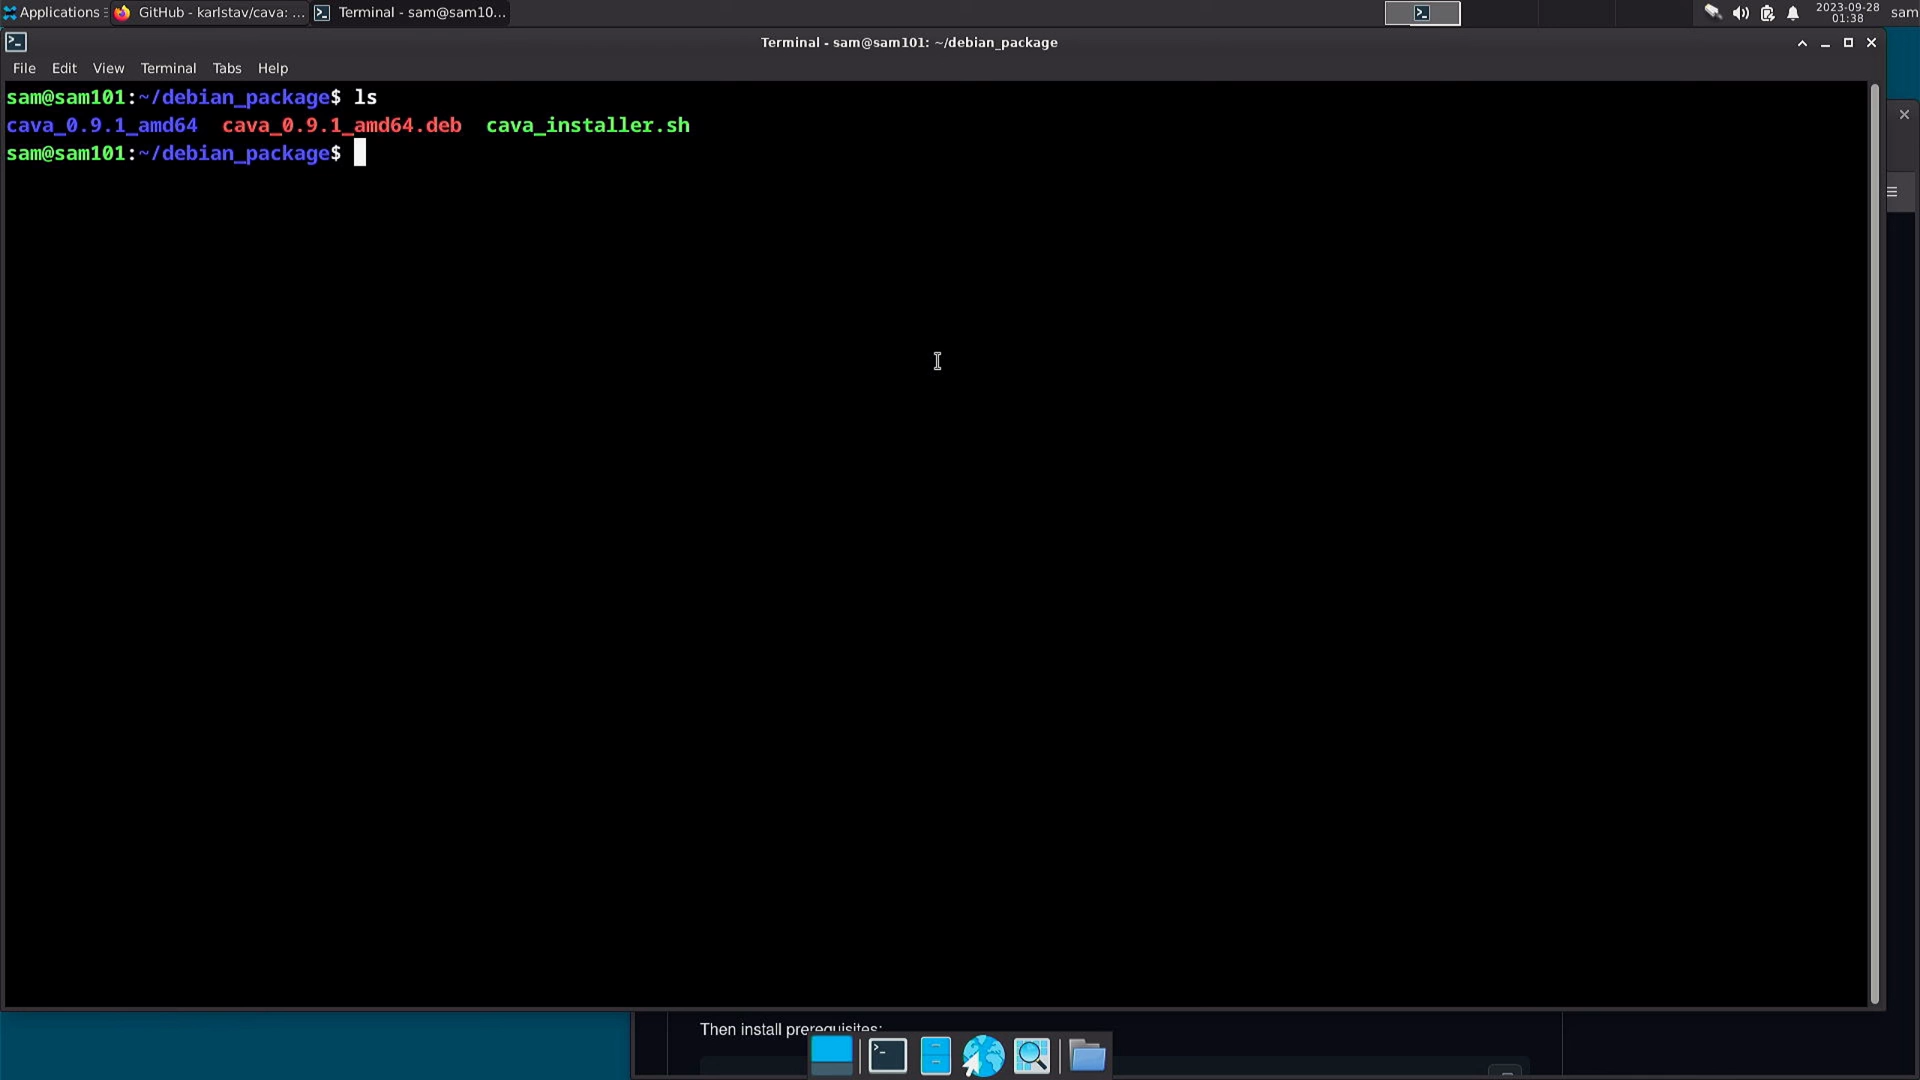 Applications
GitHub - karlstav/cava: ...
Terminal - sam@sam10...
2023-09-28
01:38
sam
Terminal - sam@sam101: ~/debian_package
File Edit View Terminal Tabs Help
sam@sam101:~/debian_package$ ls
cava_0.9.1_amd64 cava_0.9.1_amd64.deb cava_installer.sh
sam@sam101:~/debian_package$
Then install prerequisites: